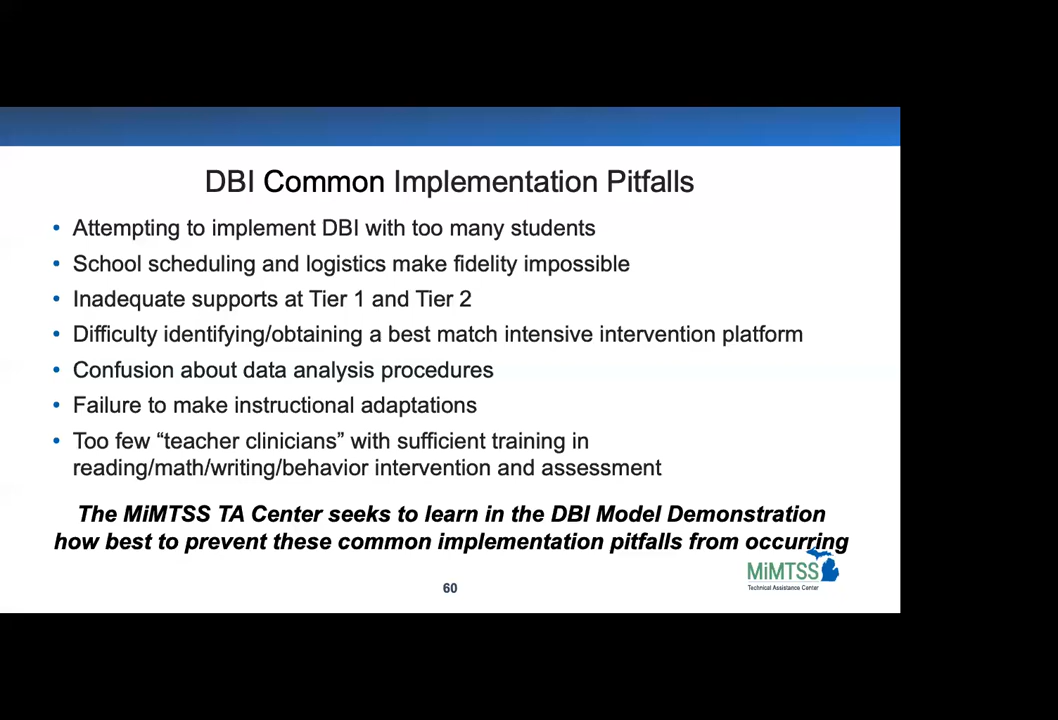 DBI Common Implementation Pitfalls
• Attempting to implement DBI with too many students
• School scheduling and logistics make fidelity impossible
• Inadequate supports at Tier 1 and Tier 2
• Difficulty identifying/obtaining a best match intensive intervention platform
• Confusion about data analysis procedures
• Failure to make instructional adaptations
• Too few “teacher clinicians” with sufficient training in
reading/math/writing/behavior intervention and assessment
The MiMTSS TA Center seeks to learn in the DBI Model Demonstration
how best to prevent these common implementation pitfalls from occurring
MiMTSS
Technical Assistance Center
60